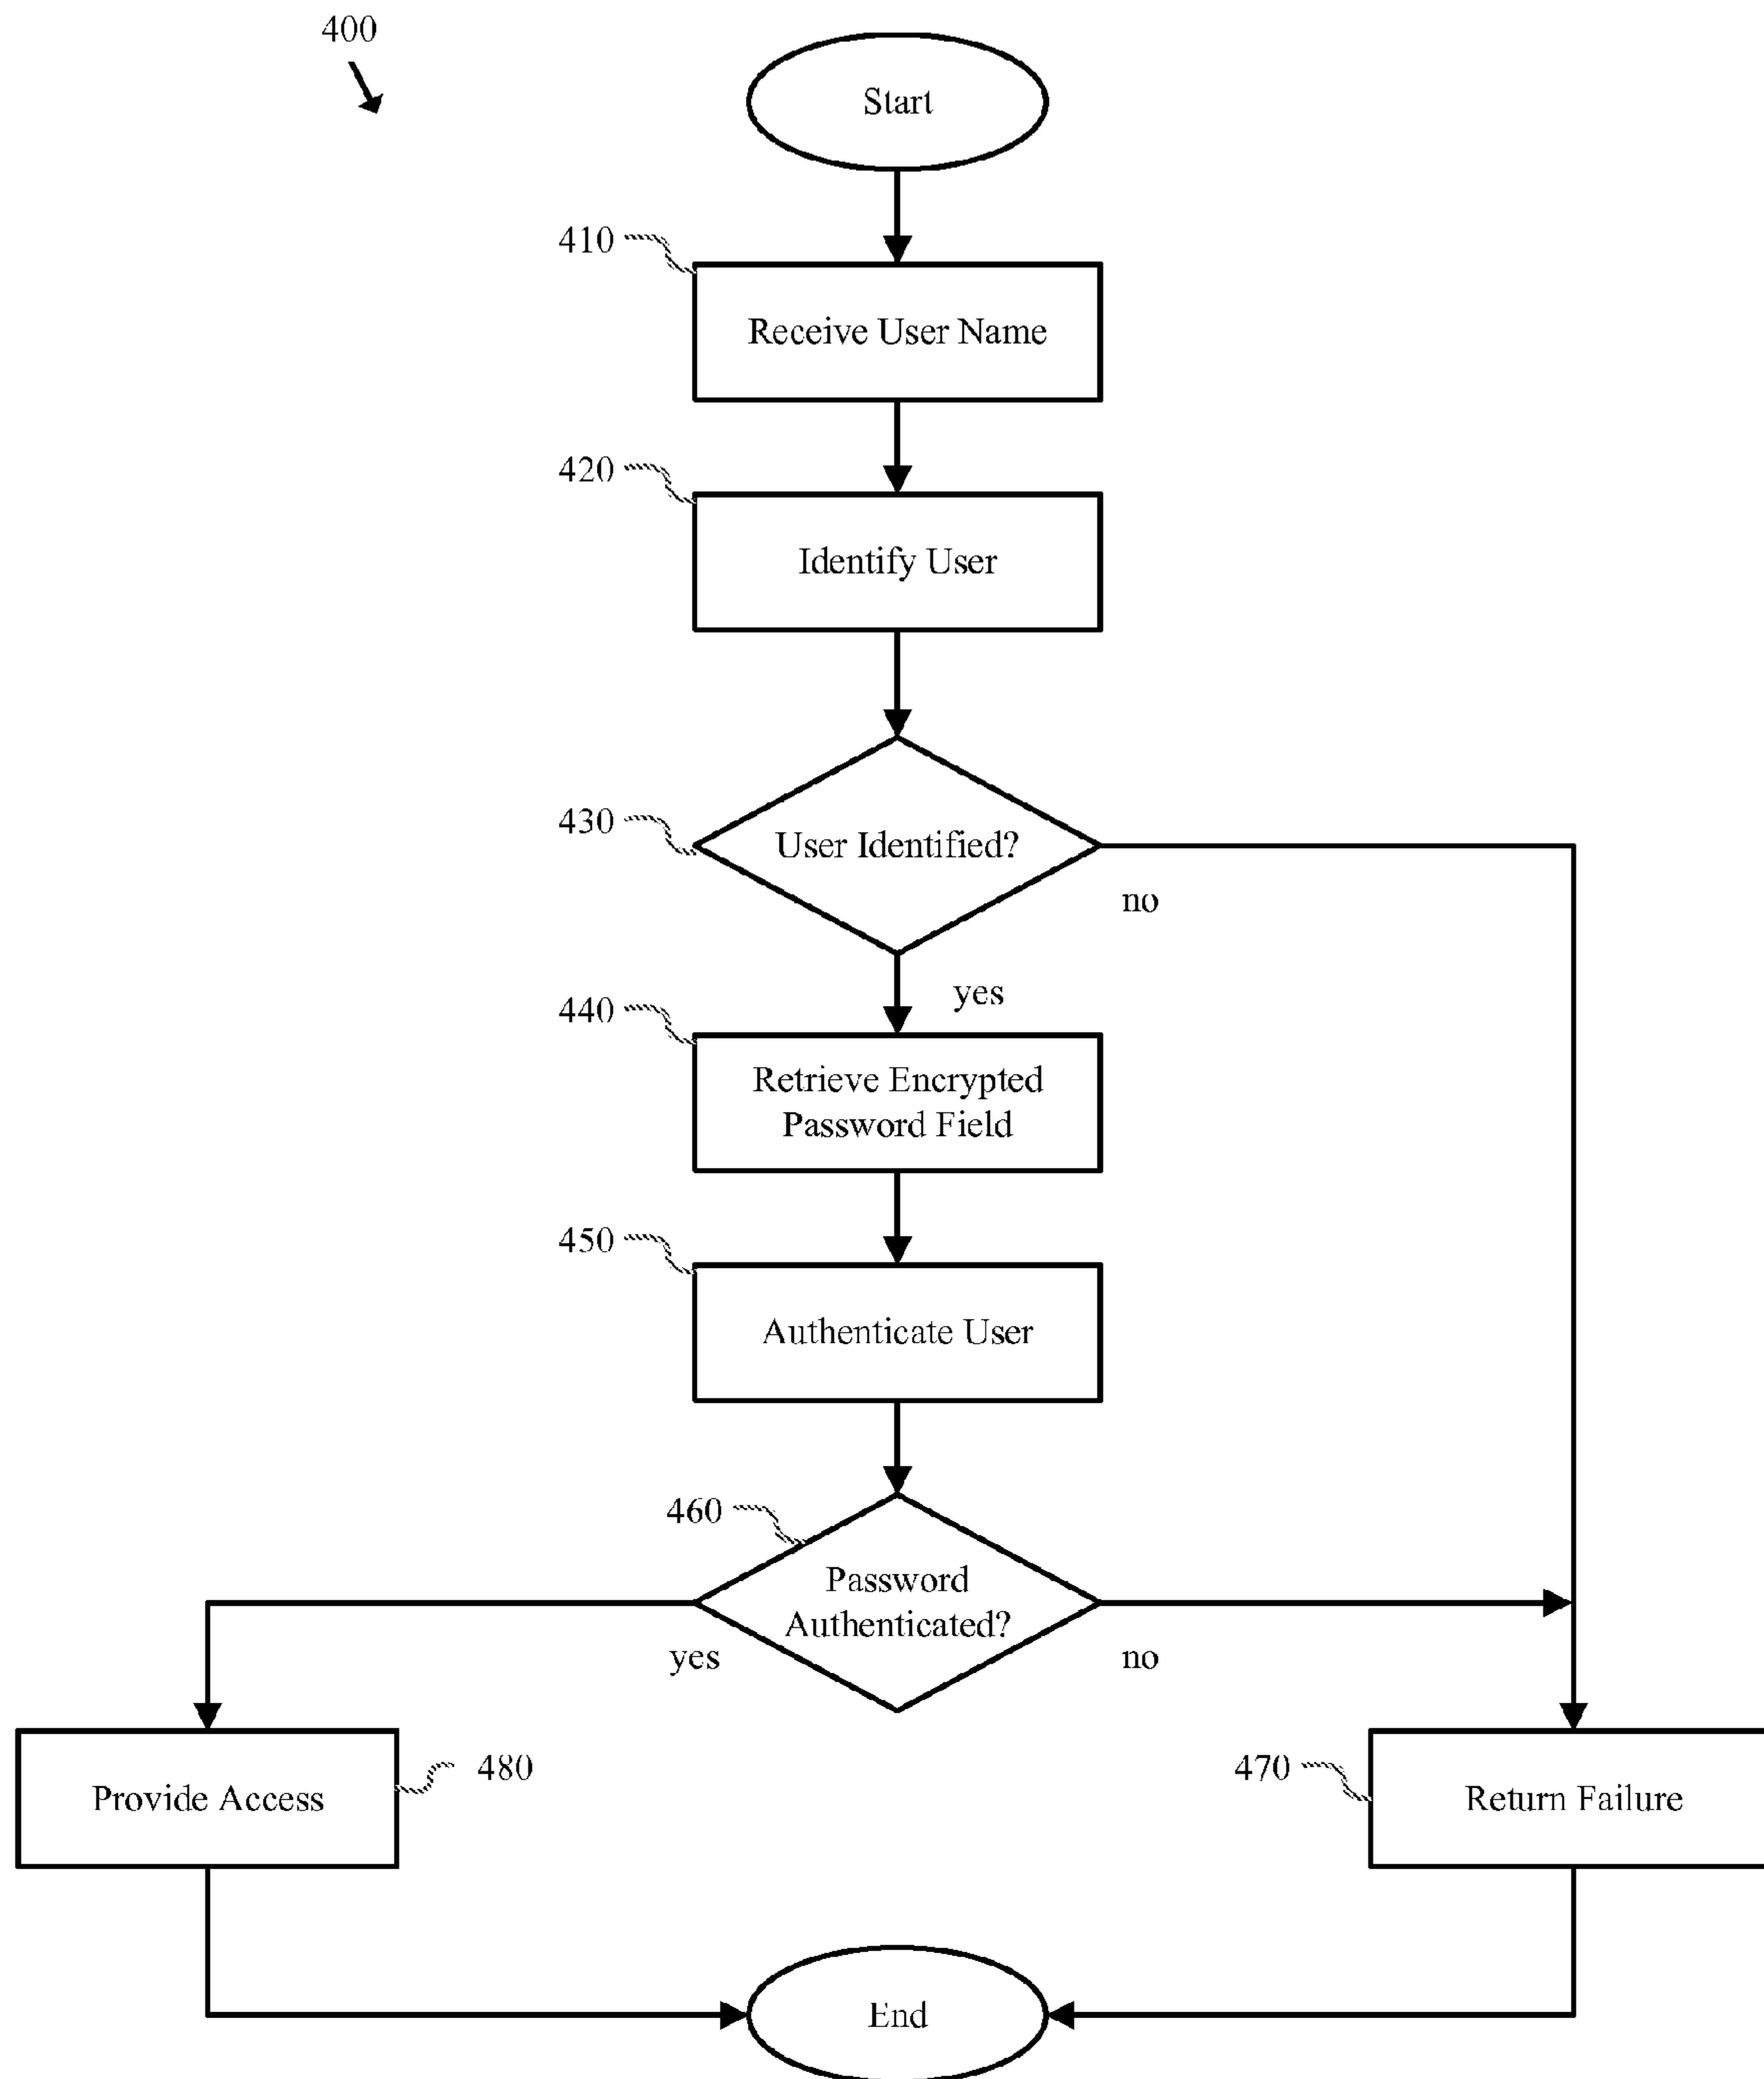 400
Start
410
Receive User Name
420
Identify User
430
User Identified?
no
yes
440
Retrieve Encrypted
Password Field
450
Authenticate User
460
Password
Authenticated?
yes
no
Provide Access
480
470
Return Failure
End